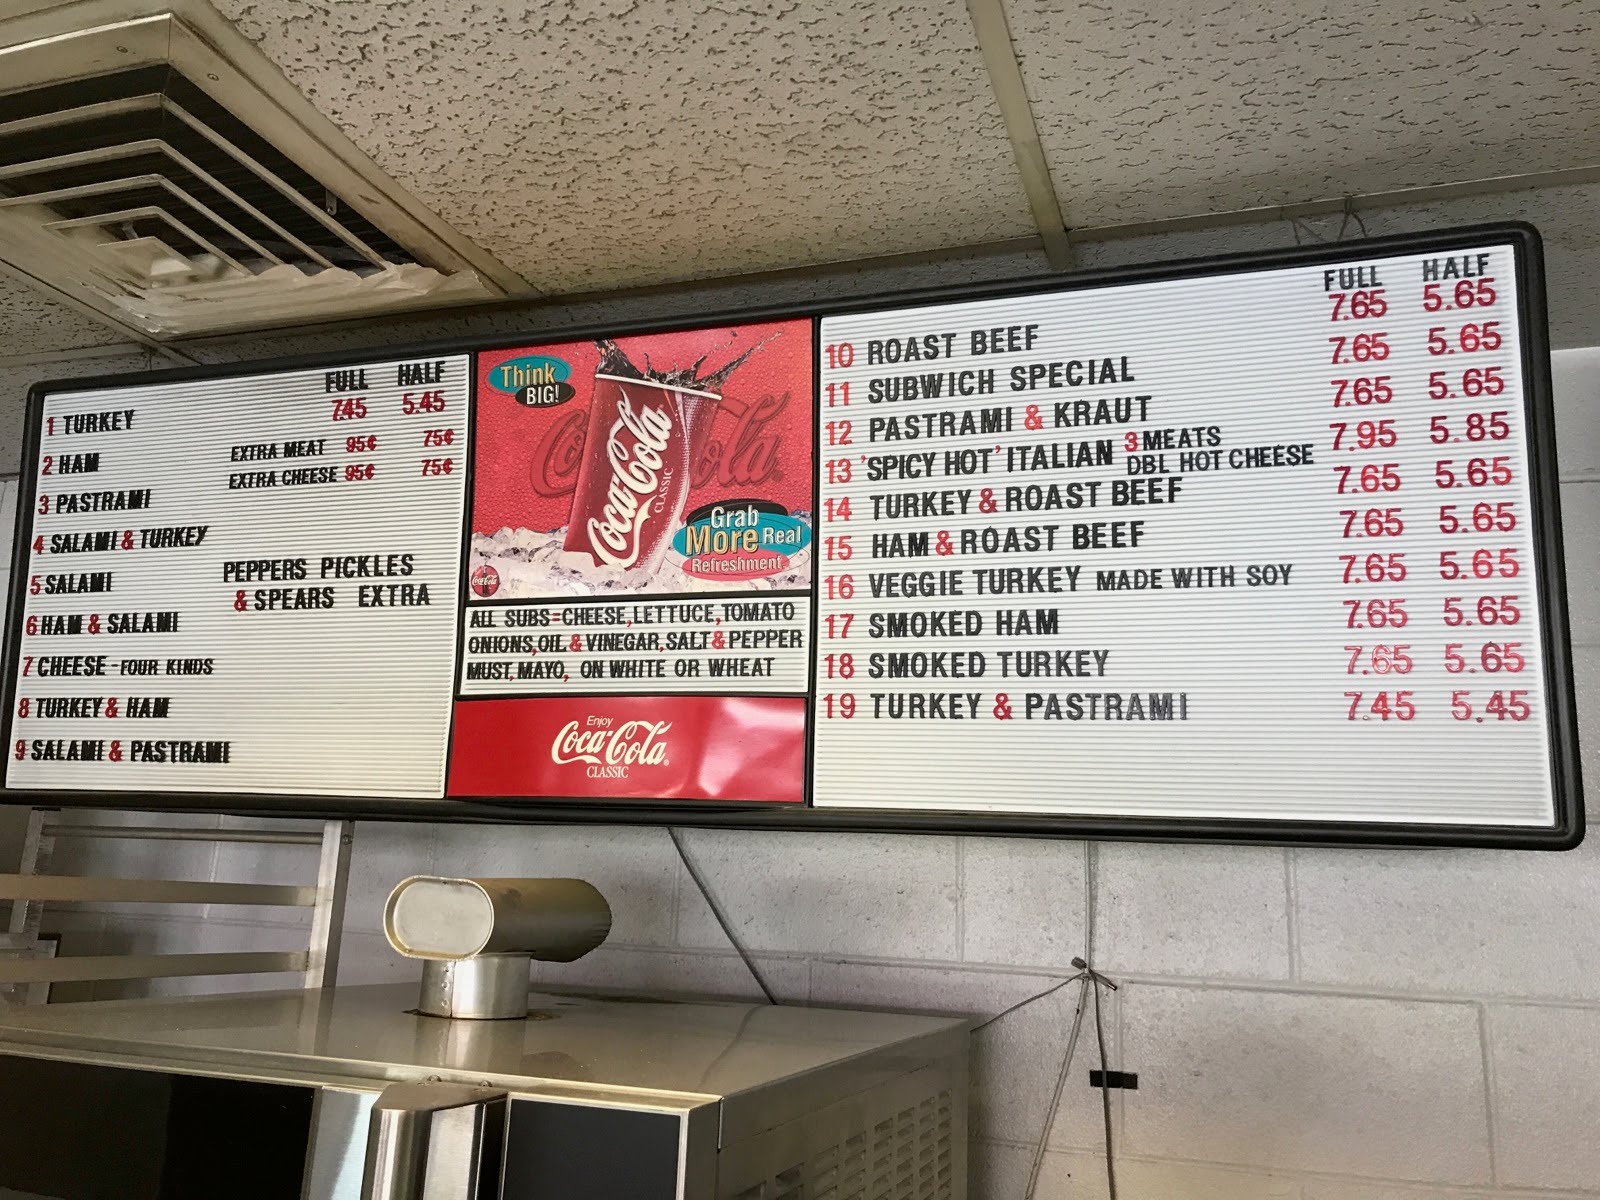 FULL HALF
1 TURKEY 7.45 5.45
EXTRA MEAT 95¢ 75¢
2 HAM
EXTRA CHEESE 95¢ 75¢
3 PASTRAMI
4 SALAMI & TURKEY
5 SALAMI
PEPPERS PICKLES
& SPEARS EXTRA
6 HAM & SALAMI
7 CHEESE - FOUR KINDS
8 TURKEY & HAM
9 SALAMI & PASTRAMI
Think
BIG!
Coca-Cola
Coca-Cola
CLASSIC
Grab
More Real
Refreshment.
Coca-Cola
ALL SUBS=CHEESE, LETTUCE, TOMATO
ONIONS, OIL & VINEGAR, SALT & PEPPER
MUST, MAYO, ON WHITE OR WHEAT
Enjoy
Coca-Cola®
CLASSIC
FULL HALF
10 ROAST BEEF 7.65 5.65
11 SUBWICH SPECIAL 7.65 5.65
12 PASTRAMI & KRAUT 7.65 5.65
13 'SPICY HOT' ITALIAN 3 MEATS 7.95 5.85
DBL HOT CHEESE
14 TURKEY & ROAST BEEF 7.65 5.65
15 HAM & ROAST BEEF 7.65 5.65
16 VEGGIE TURKEY MADE WITH SOY 7.65 5.65
17 SMOKED HAM 7.65 5.65
18 SMOKED TURKEY 7.65 5.65
19 TURKEY & PASTRAMI 7.45 5.45